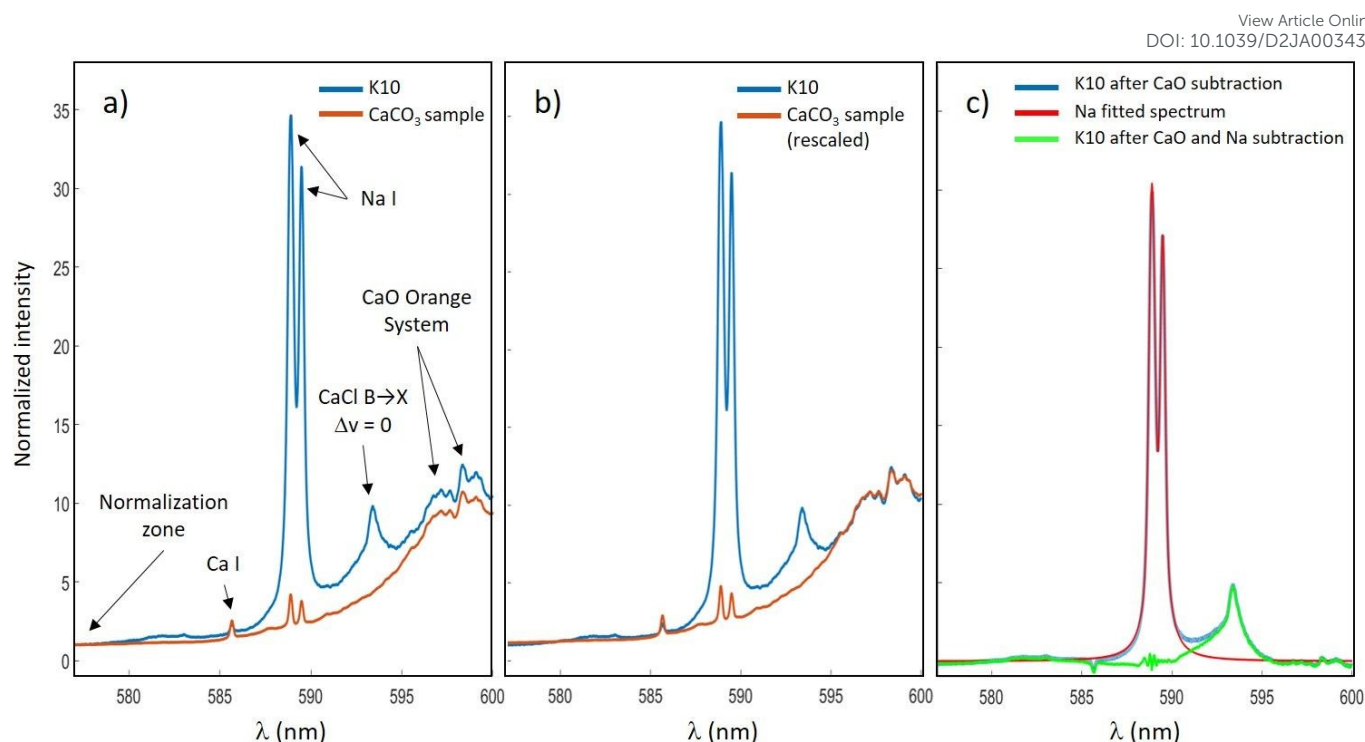 View Article Onlin
DOI: 10.1039/D2JA00343
a)
K10
CaCO₃ sample
35
30
25
20
15
10
5
0
Normalized intensity
Na I
CaO Orange
System
CaCl B→X
Δv = 0
Normalization
zone
Ca I
580
585
590
595
600
λ (nm)
b)
K10
CaCO₃ sample
(rescaled)
580
585
590
595
600
λ (nm)
c)
K10 after CaO subtraction
Na fitted spectrum
K10 after CaO and Na subtraction
580
585
590
595
600
λ (nm)